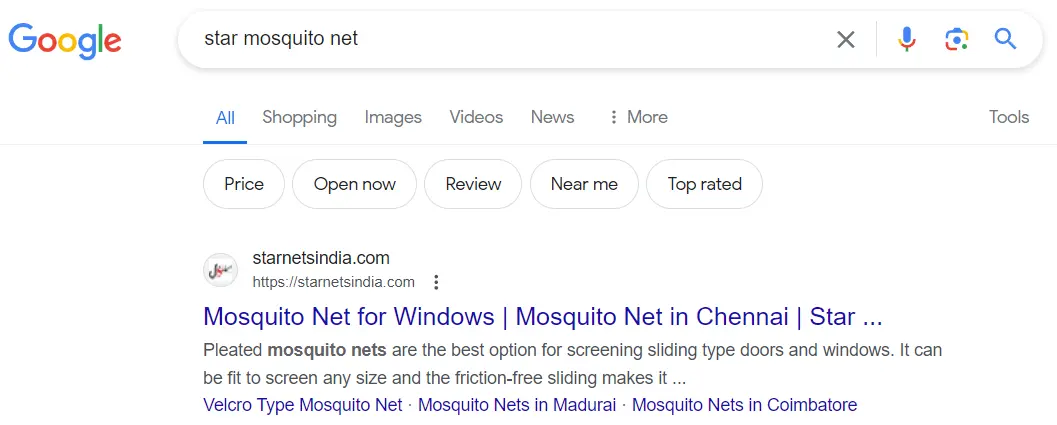 Google
star mosquito net
All Shopping Images Videos News More Tools
Price Open now Review Near me Top rated
starnetsindia.com
https://starnetsindia.com
Mosquito Net for Windows | Mosquito Net in Chennai | Star ...
Pleated mosquito nets are the best option for screening sliding type doors and windows. It can
be fit to screen any size and the friction-free sliding makes it ...
Velcro Type Mosquito Net · Mosquito Nets in Madurai · Mosquito Nets in Coimbatore